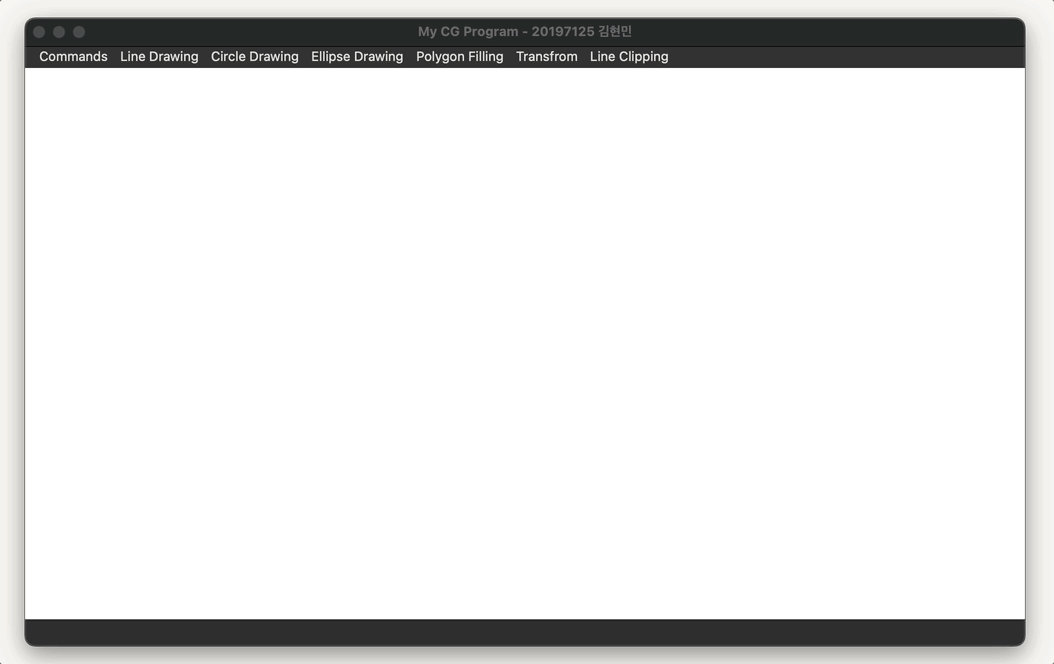 My CG Program - 20197125 김현민
Commands Line Drawing Circle Drawing Ellipse Drawing Polygon Filling Transfrom Line Clipping